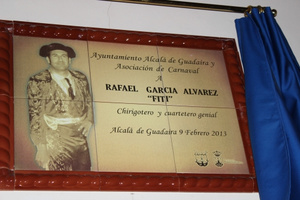 Ayuntamiento Alcalá de Guadaira y
Asociación de Carnaval
A
RAFAEL GARCIA ALVAREZ
"FITI"
Chirigotero y cuartetero genial
Alcalá de Guadaira 9 Febrero 2013